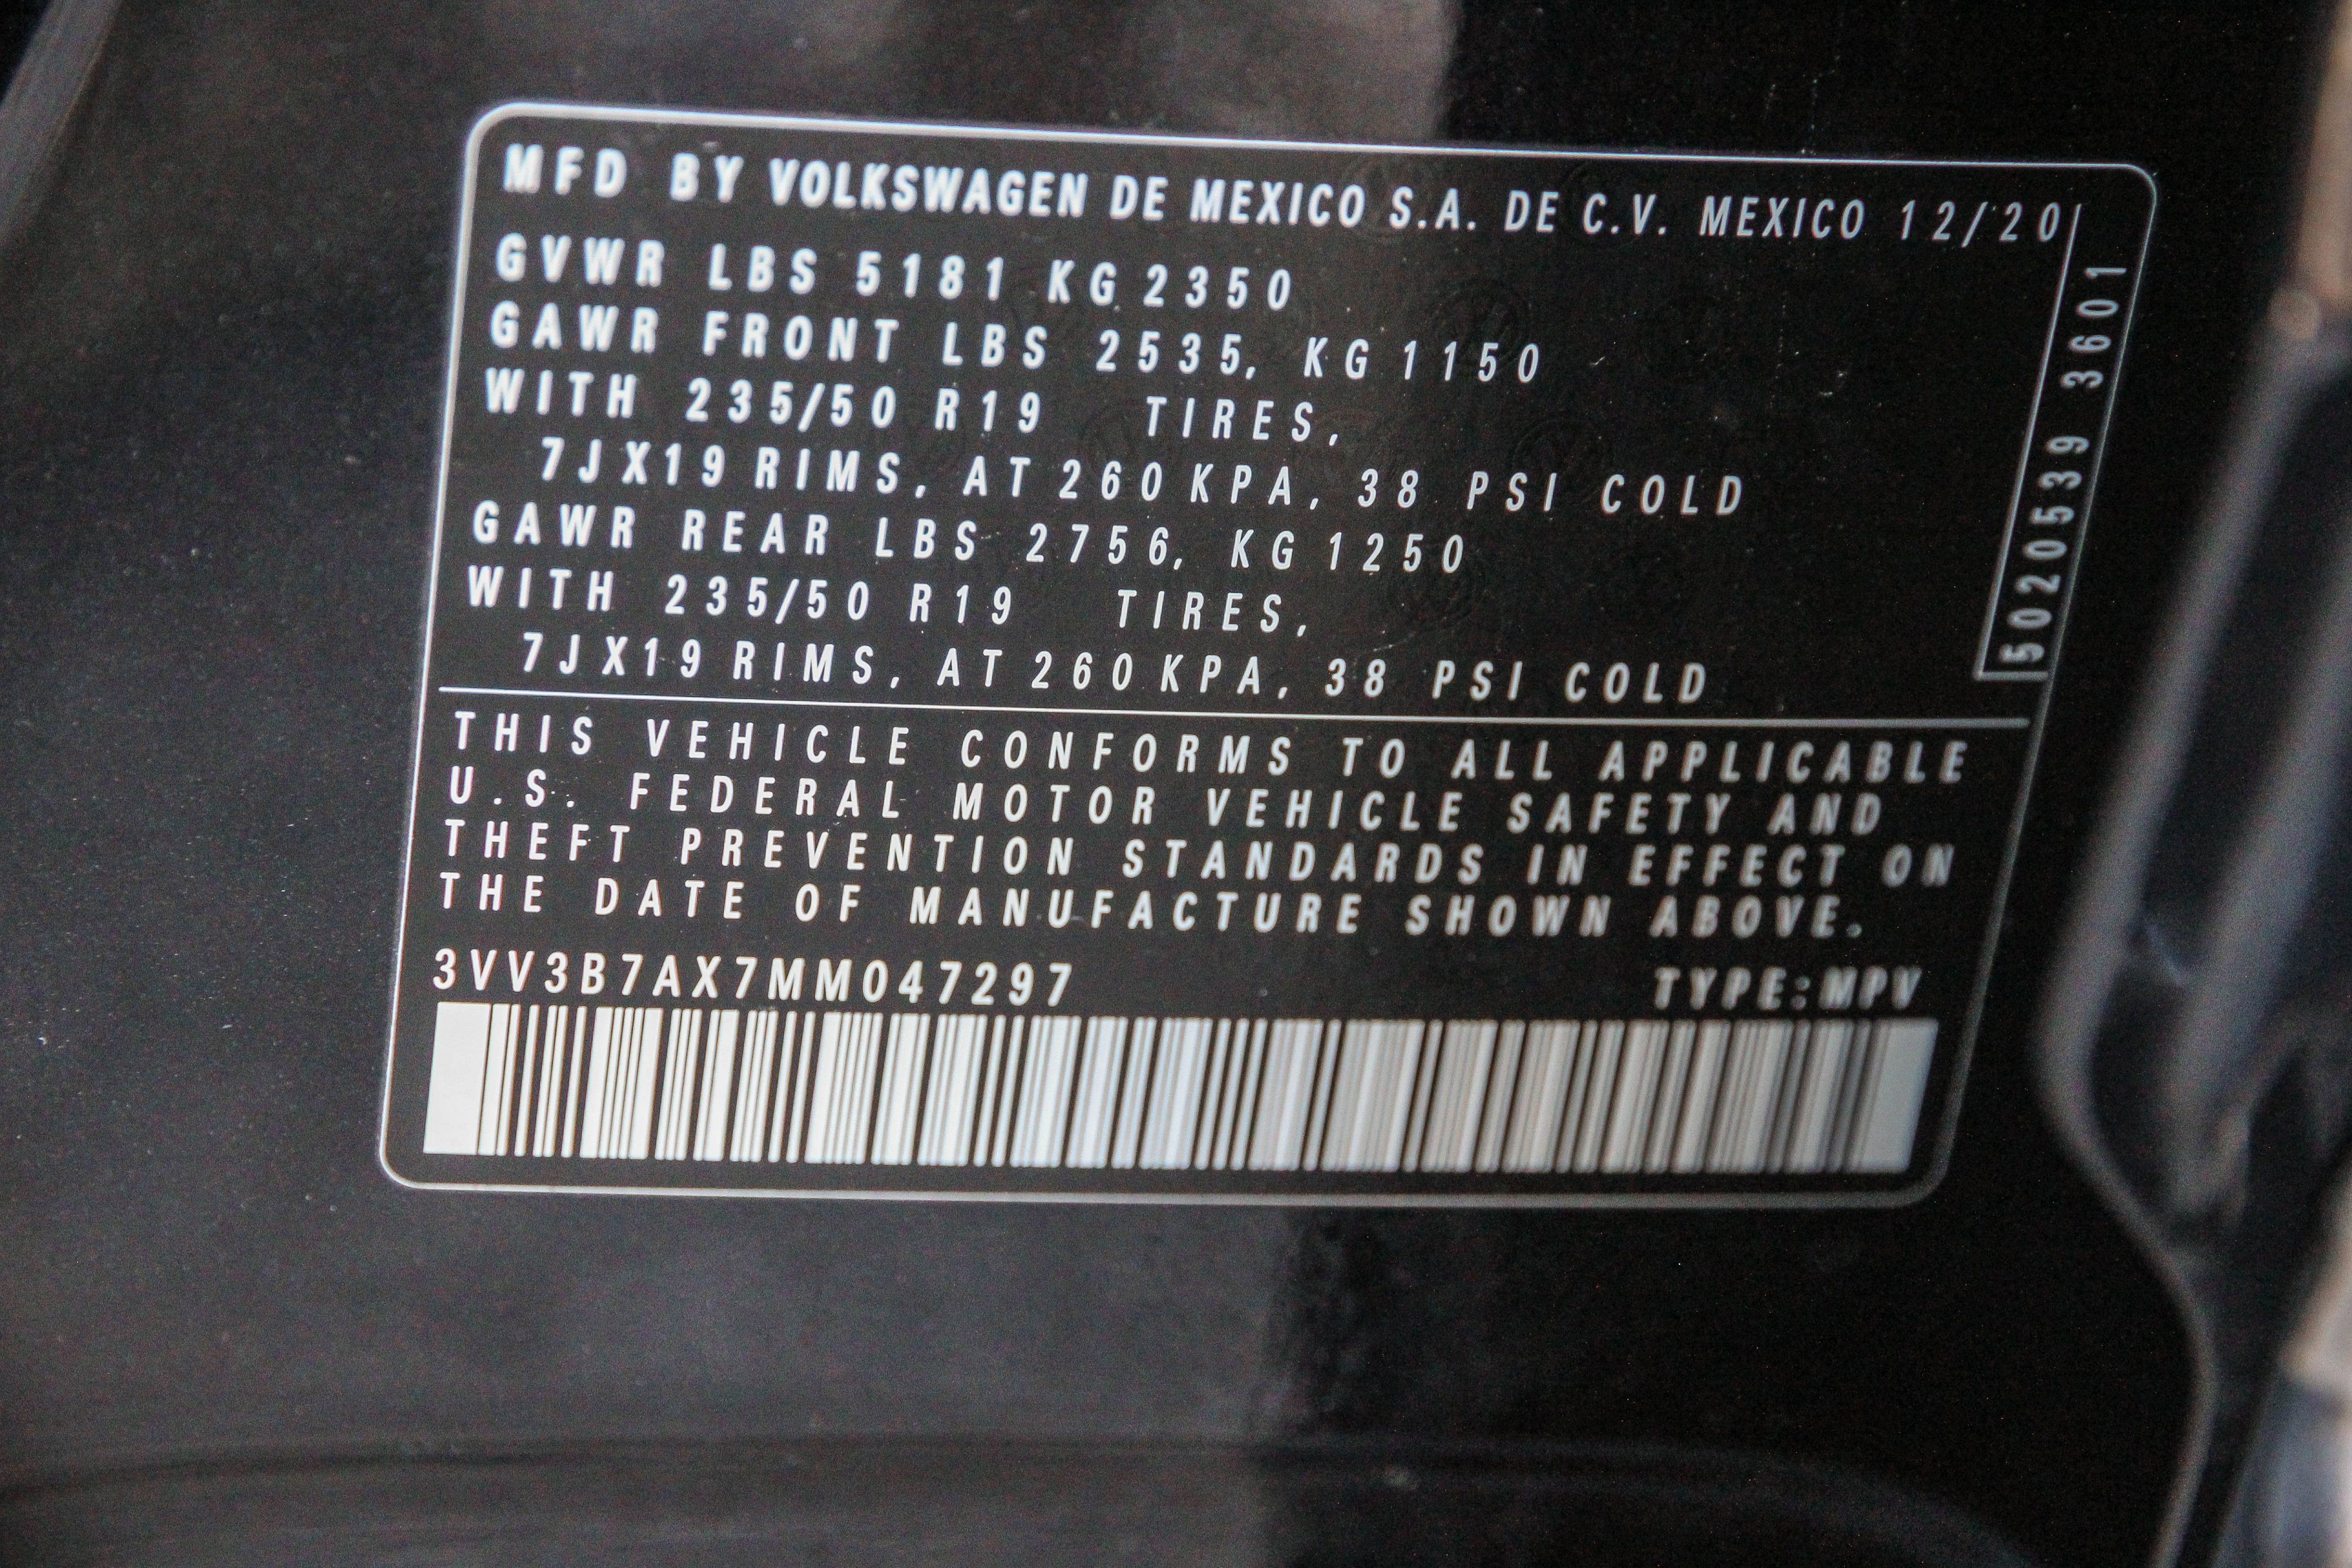 MFD BY VOLKSWAGEN DE MEXICO S.A. DE C.V. MEXICO 12/20
GVWR LBS 5181 KG 2350
GAWR FRONT LBS 2535, KG 1150
WITH 235/50 R19 TIRES,
7JX19 RIMS, AT 260 KPA, 38 PSI COLD
GAWR REAR LBS 2756, KG 1250
WITH 235/50 R19 TIRES,
7JX19 RIMS, AT 260 KPA, 38 PSI COLD
5020539 3601
THIS VEHICLE CONFORMS TO ALL APPLICABLE
U.S. FEDERAL MOTOR VEHICLE SAFETY AND
THEFT PREVENTION STANDARDS IN EFFECT ON
THE DATE OF MANUFACTURE SHOWN ABOVE.
3VV3B7AX7MM047297 TYPE:MPV